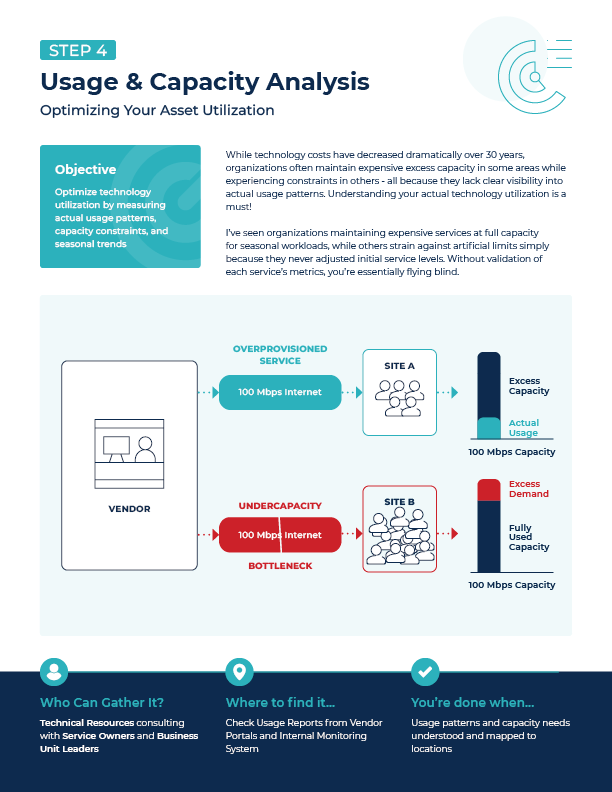 STEP 4
Usage & Capacity Analysis
Optimizing Your Asset Utilization
Objective
Optimize technology
utilization by measuring
actual usage patterns,
capacity constraints, and
seasonal trends
While technology costs have decreased dramatically over 30 years,
organizations often maintain expensive excess capacity in some areas while
experiencing constraints in others - all because they lack clear visibility into
actual usage patterns. Understanding your actual technology utilization is a
must!
I've seen organizations maintaining expensive services at full capacity
for seasonal workloads, while others strain against artificial limits simply
because they never adjusted initial service levels. Without validation of
each service's metrics, you're essentially flying blind.
OVERPROVISIONED
SERVICE
100 Mbps Internet
SITE A
Excess
Capacity
Actual
Usage
100 Mbps Capacity
VENDOR
UNDERCAPACITY
100 Mbps Internet
BOTTLENECK
SITE B
Excess
Demand
Fully
Used
Capacity
100 Mbps Capacity
Who Can Gather It?
Technical Resources consulting
with Service Owners and Business
Unit Leaders
Where to find it...
Check Usage Reports from Vendor
Portals and Internal Monitoring
System
You're done when...
Usage patterns and capacity needs
understood and mapped to
locations